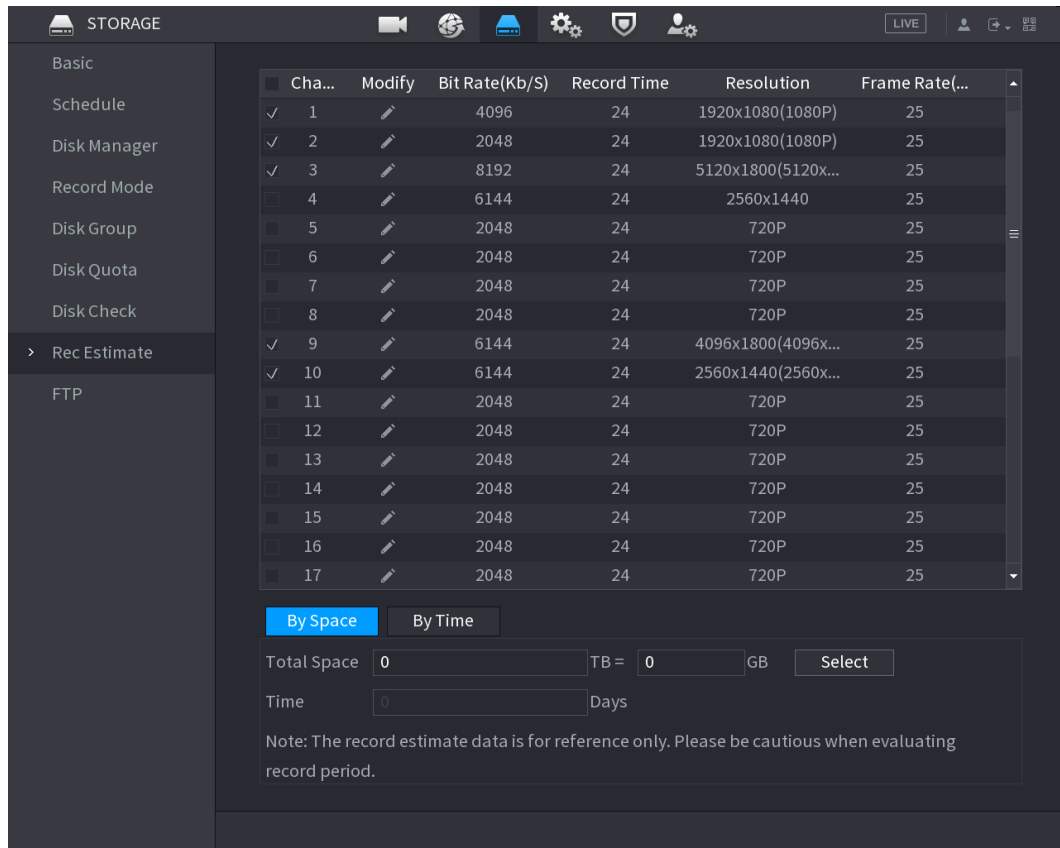 STORAGE
LIVE
Basic
Schedule
Disk Manager
Record Mode
Disk Group
Disk Quota
Disk Check
Rec Estimate
FTP
Cha... Modify Bit Rate(Kb/S) Record Time Resolution Frame Rate(...
1 4096 24 1920x1080(1080P) 25
2 2048 24 1920x1080(1080P) 25
3 8192 24 5120x1800(5120x... 25
4 6144 24 2560x1440 25
5 2048 24 720P 25
6 2048 24 720P 25
7 2048 24 720P 25
8 2048 24 720P 25
9 6144 24 4096x1800(4096x... 25
10 6144 24 2560x1440(2560x... 25
11 2048 24 720P 25
12 2048 24 720P 25
13 2048 24 720P 25
14 2048 24 720P 25
15 2048 24 720P 25
16 2048 24 720P 25
17 2048 24 720P 25
By Space By Time
Total Space 0 TB = 0 GB Select
Time 0 Days
Note: The record estimate data is for reference only. Please be cautious when evaluating
record period.